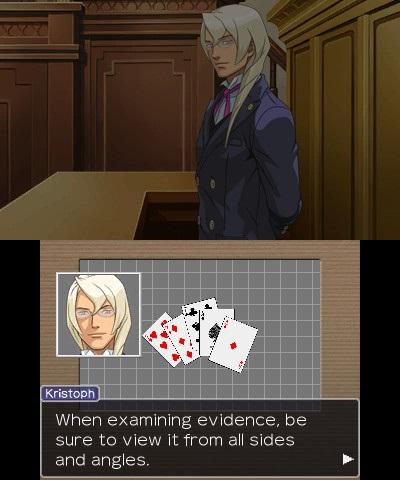 Kristoph
When examining evidence, be
sure to view it from all sides
and angles.